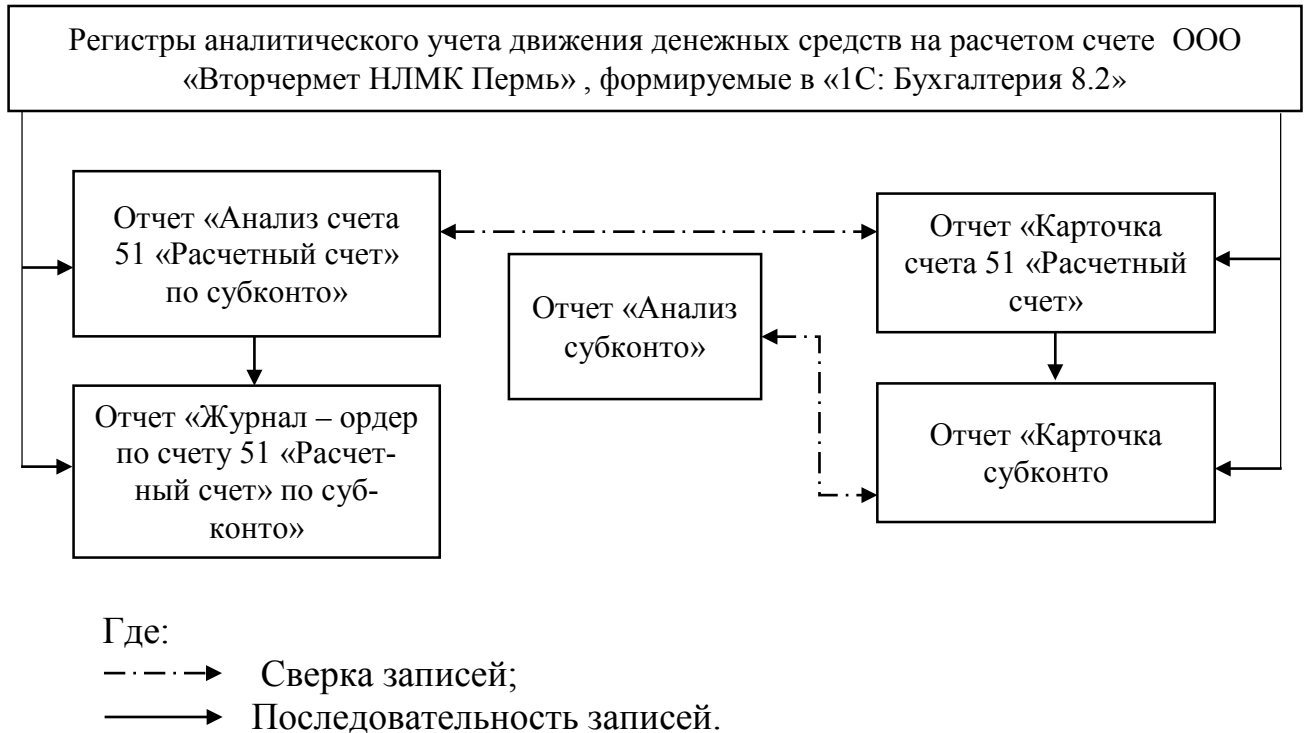 Регистры аналитического учета движения денежных средств на расчетом счете ООО
«Вторчермет НЛМК Пермь» , формируемые в «1С: Бухгалтерия 8.2»
Отчет «Анализ счета
51 «Расчетный счет»
по субконто»
Отчет «Карточка
счета 51 «Расчетный
счет»
Отчет «Анализ
субконто»
Отчет «Журнал – ордер
по счету 51 «Расчет-
ный счет» по суб-
конто»
Отчет «Карточка
субконто
Где:
Сверка записей;
Последовательность записей.